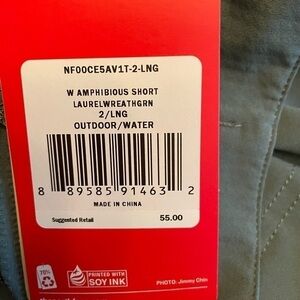 NF00CE5AV1T-2-LNG
W AMPHIBIOUS SHORT
LAURELWREATHGRN
2/LNG
OUTDOOR/WATER
8 89585 91463 2
MADE IN CHINA
Suggested Retail 55.00
70%
PRINTED WITH
SOY INK
PHOTO: Jimmy Chin